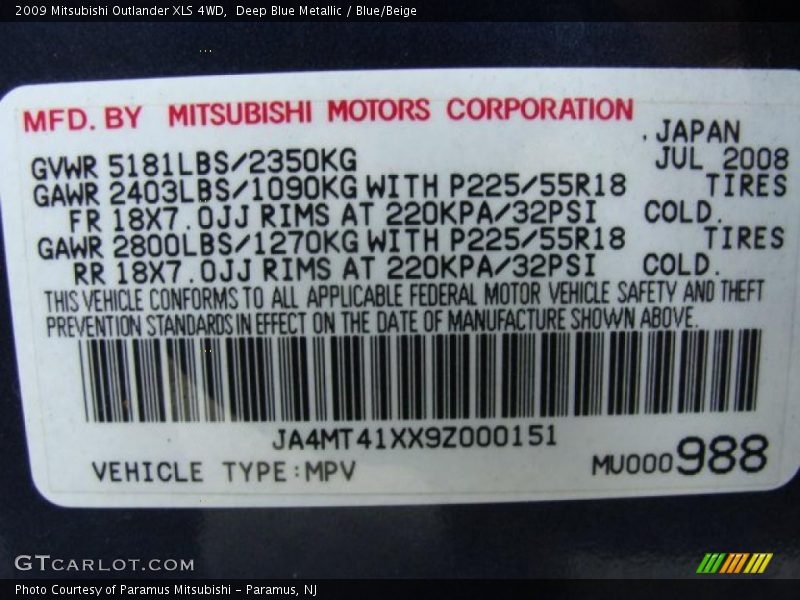 2009 Mitsubishi Outlander XLS 4WD,  Deep Blue Metallic / Blue/Beige
MFD. BY MITSUBISHI MOTORS CORPORATION
. JAPAN
GVWR 5181LBS/2350KG JUL 2008
GAWR 2403LBS/1090KG WITH P225/55R18 TIRES
FR 18X7.0JJ RIMS AT 220KPA/32PSI COLD.
GAWR 2800LBS/1270KG WITH P225/55R18 TIRES
RR 18X7.0JJ RIMS AT 220KPA/32PSI COLD.
THIS VEHICLE CONFORMS TO ALL APPLICABLE FEDERAL MOTOR VEHICLE SAFETY AND THEFT
PREVENTION STANDARDS IN EFFECT ON THE DATE OF MANUFACTURE SHOWN ABOVE.
JA4MT41XX9Z000151
VEHICLE TYPE:MPV MU000988
GTCARLOT.COM
Photo Courtesy of Paramus Mitsubishi - Paramus, NJ